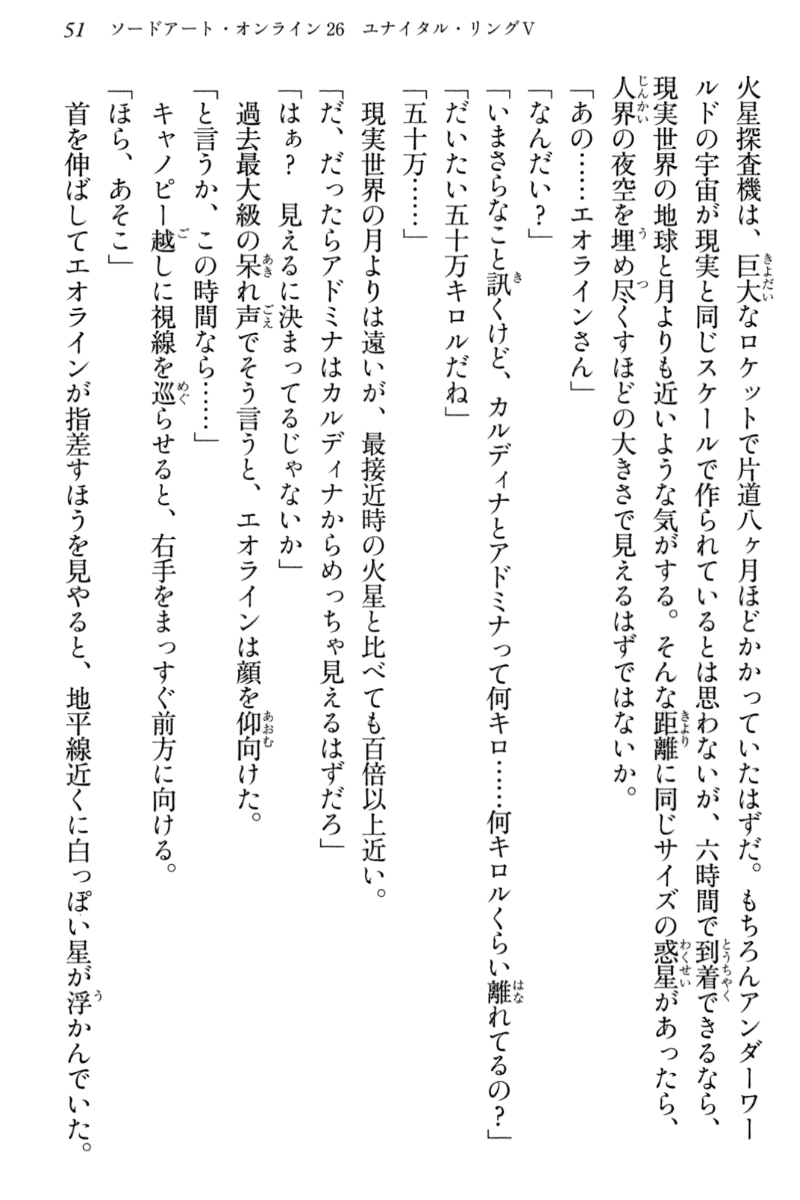 51　ソードアート・オンライン26　ユナイタル・リングⅤ
火星探査機は、巨大なロケットで片道八ヶ月ほどかかっていたはずだ。もちろんアンダーワー
ルドの宇宙が現実と同じスケールで作られているとは思わないが、六時間で到着できるなら、
現実世界の地球と月よりも近いような気がする。そんな距離に同じサイズの惑星があったら、
人界の夜空を埋め尽くすほどの大きさで見えるはずではないか。
「あの……エオラインさん」
「なんだい？」
「いまさらなこと訊くけど、カルディナとアドミナって何キロ……何キロルくらい離れてるの？」
「だいたい五十万キロルだね」
「五十万……」
現実世界の月よりは遠いが、最接近時の火星と比べても百倍以上近い。
「だ、だったらアドミナはカルディナからめっちゃ見えるはずだろ」
「はぁ？　見えるに決まってるじゃないか」
過去最大級の呆れ声でそう言うと、エオラインは顔を仰向けた。
「と言うか、この時間なら……」
キャノピー越しに視線を巡らせると、右手をまっすぐ前方に向ける。
「ほら、あそこ」
首を伸ばしてエオラインが指差すほうを見やると、地平線近くに白っぽい星が浮かんでいた。